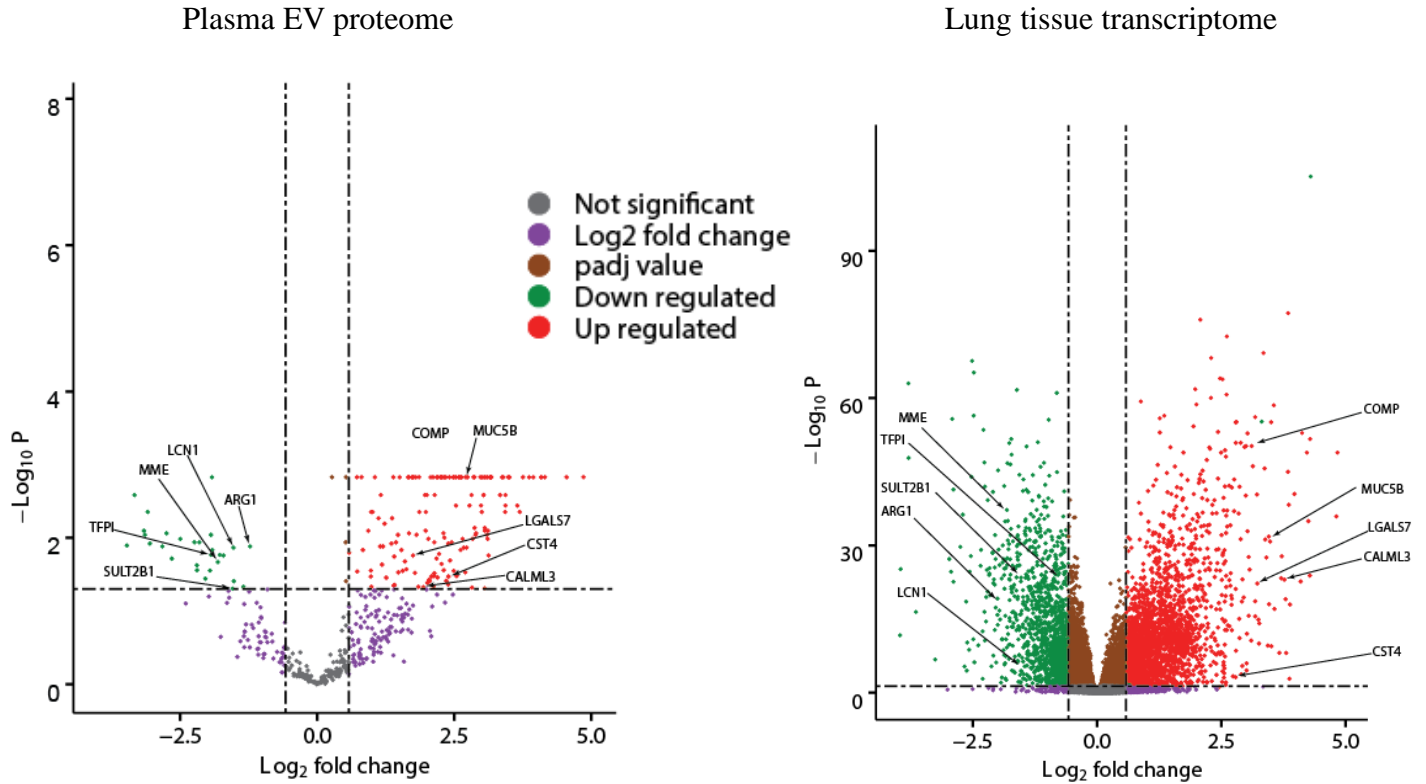 Plasma EV proteome
Lung tissue transcriptome
8
6
4
2
0
−Log10 P
−2.5
0.0
2.5
5.0
Log2 fold change
COMP
MUC5B
LCN1
MME
ARG1
TFPI
SULT2B1
LGALS7
CST4
CALML3
Not significant
Log2 fold change
padj value
Down regulated
Up regulated
90
60
30
0
−Log10 P
−2.5
0.0
2.5
5.0
Log2 fold change
MME
TFPI
SULT2B1
ARG1
LCN1
COMP
MUC5B
LGALS7
CALML3
CST4